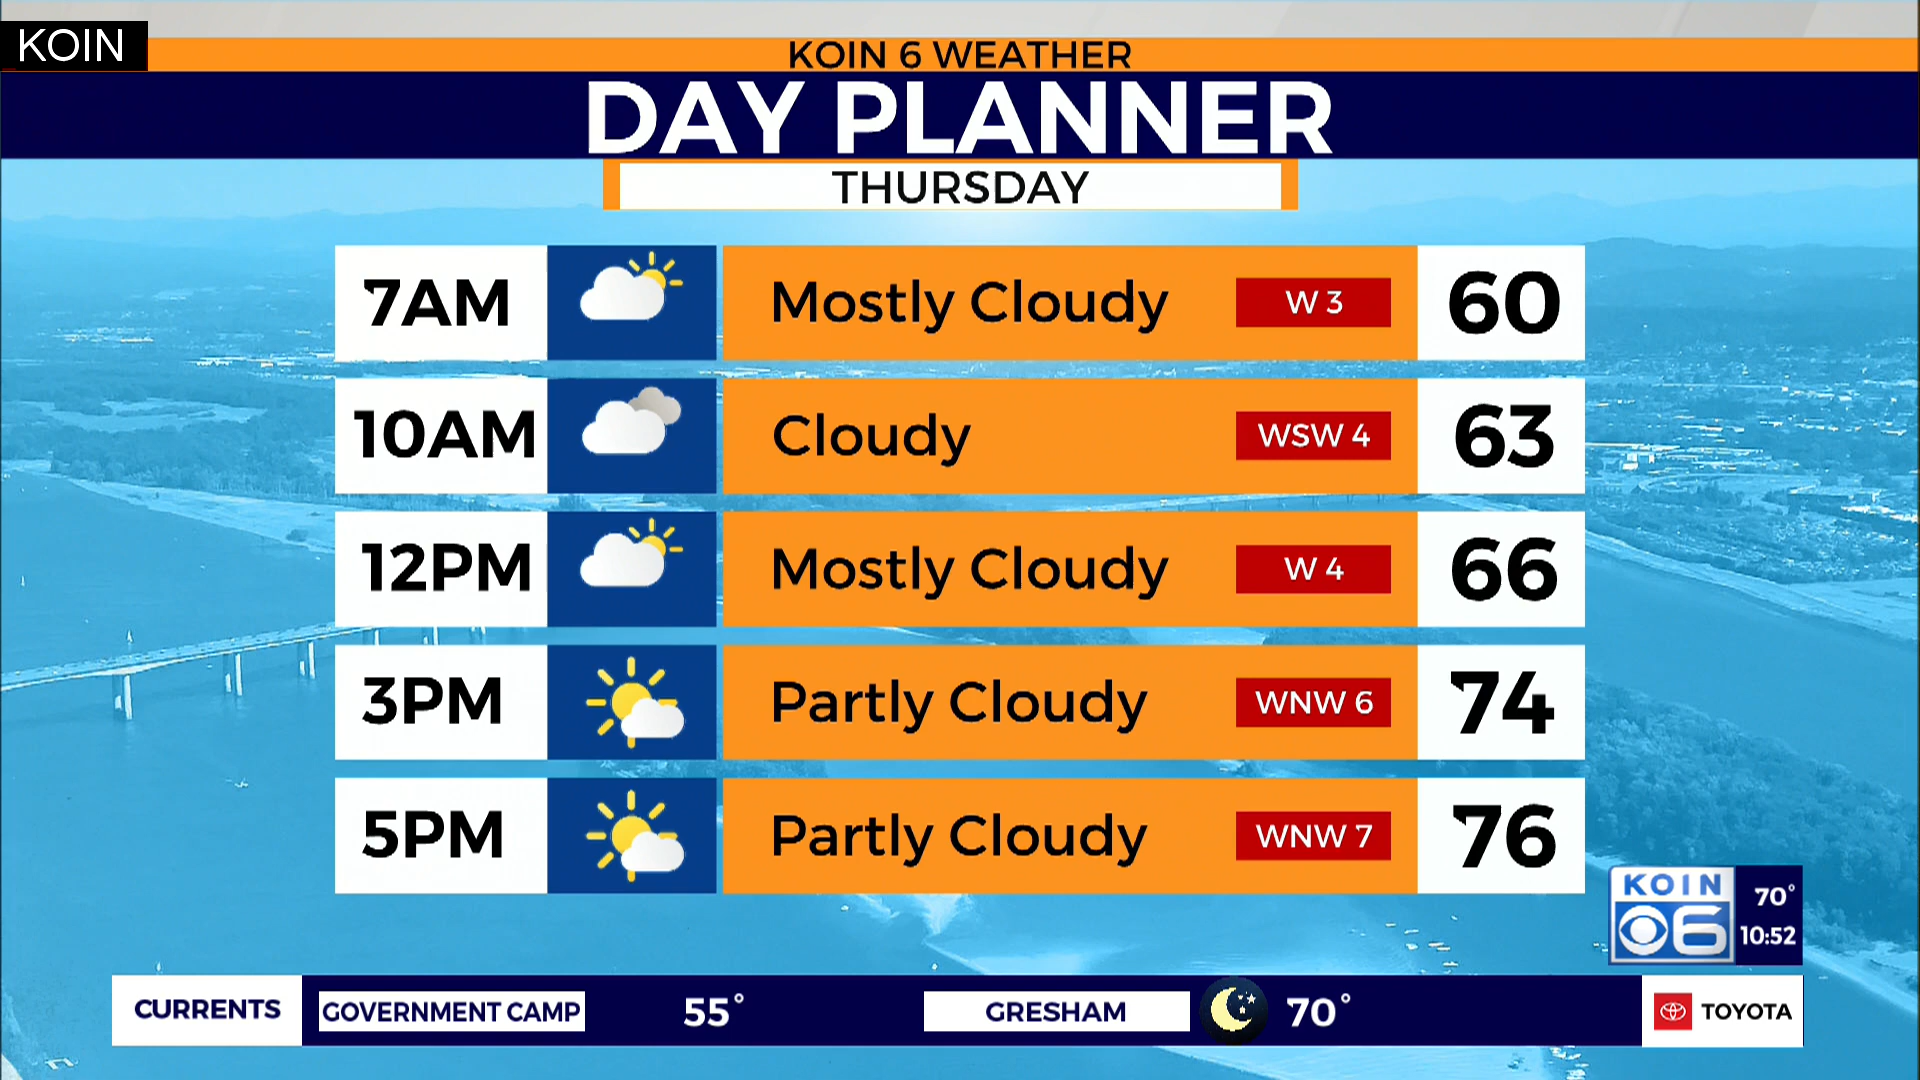 KOIN
KOIN 6 WEATHER
DAY PLANNER
THURSDAY
7AM Mostly Cloudy W 3 60
10AM Cloudy WSW 4 63
12PM Mostly Cloudy W 4 66
3PM Partly Cloudy WNW 6 74
5PM Partly Cloudy WNW 7 76
KOIN 6 70°
10:52
CURRENTS GOVERNMENT CAMP 55° GRESHAM 70° TOYOTA